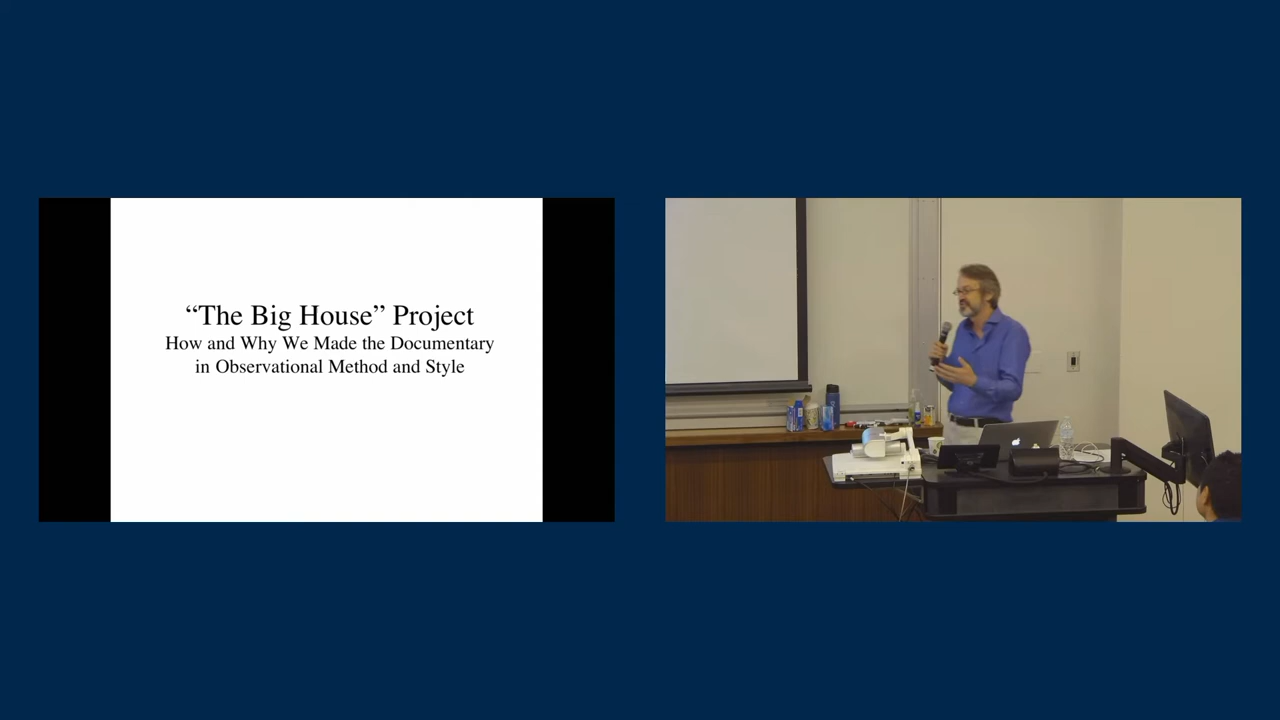 “The Big House” Project
How and Why We Made the Documentary
in Observational Method and Style